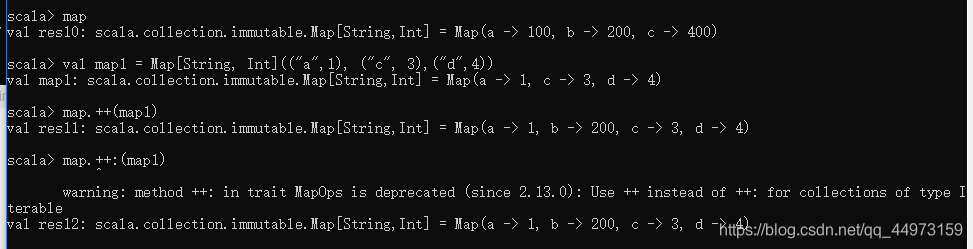 scala> map
val res10: scala.collection.immutable.Map[String,Int] = Map(a -> 100, b -> 200, c -> 400)
scala> val map1 = Map[String, Int](("a",1), ("c", 3),("d",4))
val map1: scala.collection.immutable.Map[String,Int] = Map(a -> 1, c -> 3, d -> 4)
scala> map.++(map1)
val res11: scala.collection.immutable.Map[String,Int] = Map(a -> 1, b -> 200, c -> 3, d -> 4)
scala> map.++:(map1)
^
warning: method ++: in trait MapOps is deprecated (since 2.13.0): Use ++ instead of ++: for collections of type I
terable
val res12: scala.collection.immutable.Map[String,Int] = Map(a -> 1, b -> 200, c -> 3, d -> 4)
https://blog.csdn.net/qq_44973159